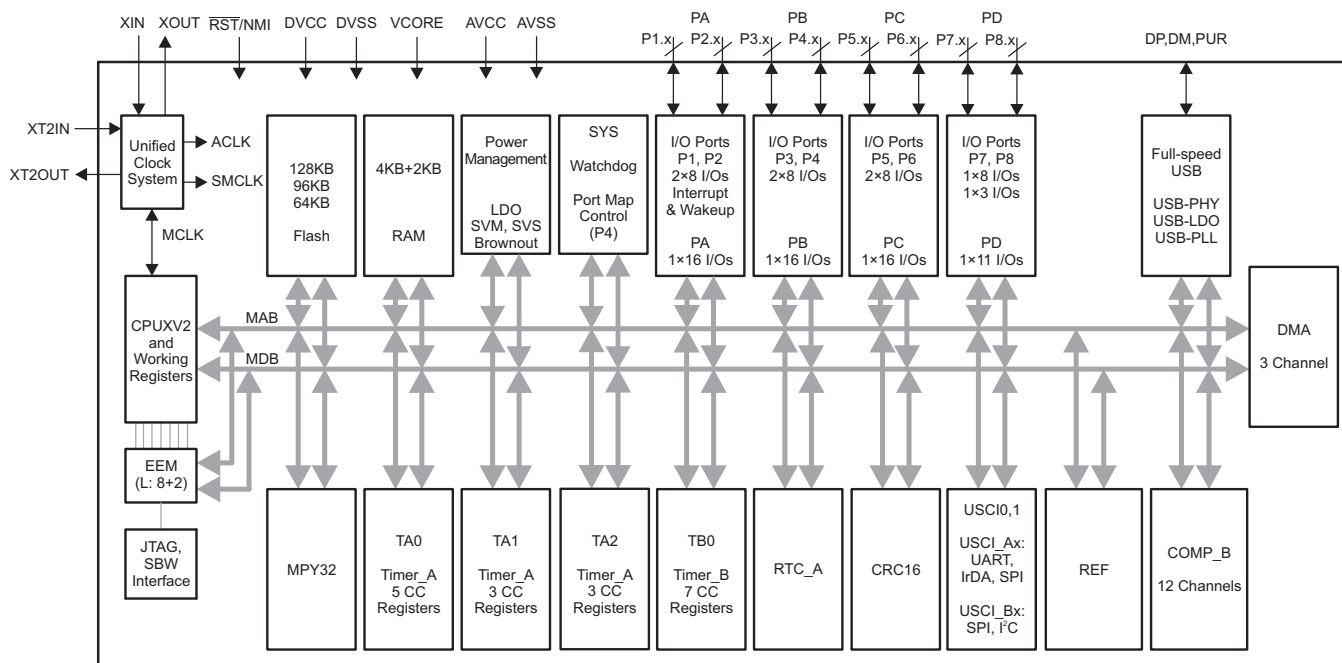 XIN
XOUT
RST/NMI
DVCC
DVSS
VCORE
AVCC
AVSS
PA
P1.x
P2.x
PB
P3.x
P4.x
PC
P5.x
P6.x
PD
P7.x
P8.x
DP,DM,PUR
XT2IN
XT2OUT
Unified
Clock
System
ACLK
SMCLK
MCLK
128KB
96KB
64KB
Flash
4KB+2KB
RAM
Power
Management
LDO
SVM, SVS
Brownout
SYS
Watchdog
Port Map
Control
(P4)
I/O Ports
P1, P2
2×8 I/Os
Interrupt
& Wakeup
PA
1×16 I/Os
I/O Ports
P3, P4
2×8 I/Os
PB
1×16 I/Os
I/O Ports
P5, P6
2×8 I/Os
PC
1×16 I/Os
I/O Ports
P7, P8
1×8 I/Os
1×3 I/Os
PD
1×11 I/Os
Full-speed
USB
USB-PHY
USB-LDO
USB-PLL
CPUXV2
and
Working
Registers
MAB
MDB
DMA
3 Channel
EEM
(L: 8+2)
JTAG,
SBW
Interface
MPY32
TA0
Timer_A
5 CC
Registers
TA1
Timer_A
3 CC
Registers
TA2
Timer_A
3 CC
Registers
TB0
Timer_B
7 CC
Registers
RTC_A
CRC16
USCI0,1
USCI_Ax:
UART,
IrDA, SPI
USCI_Bx:
SPI, I²C
REF
COMP_B
12 Channels